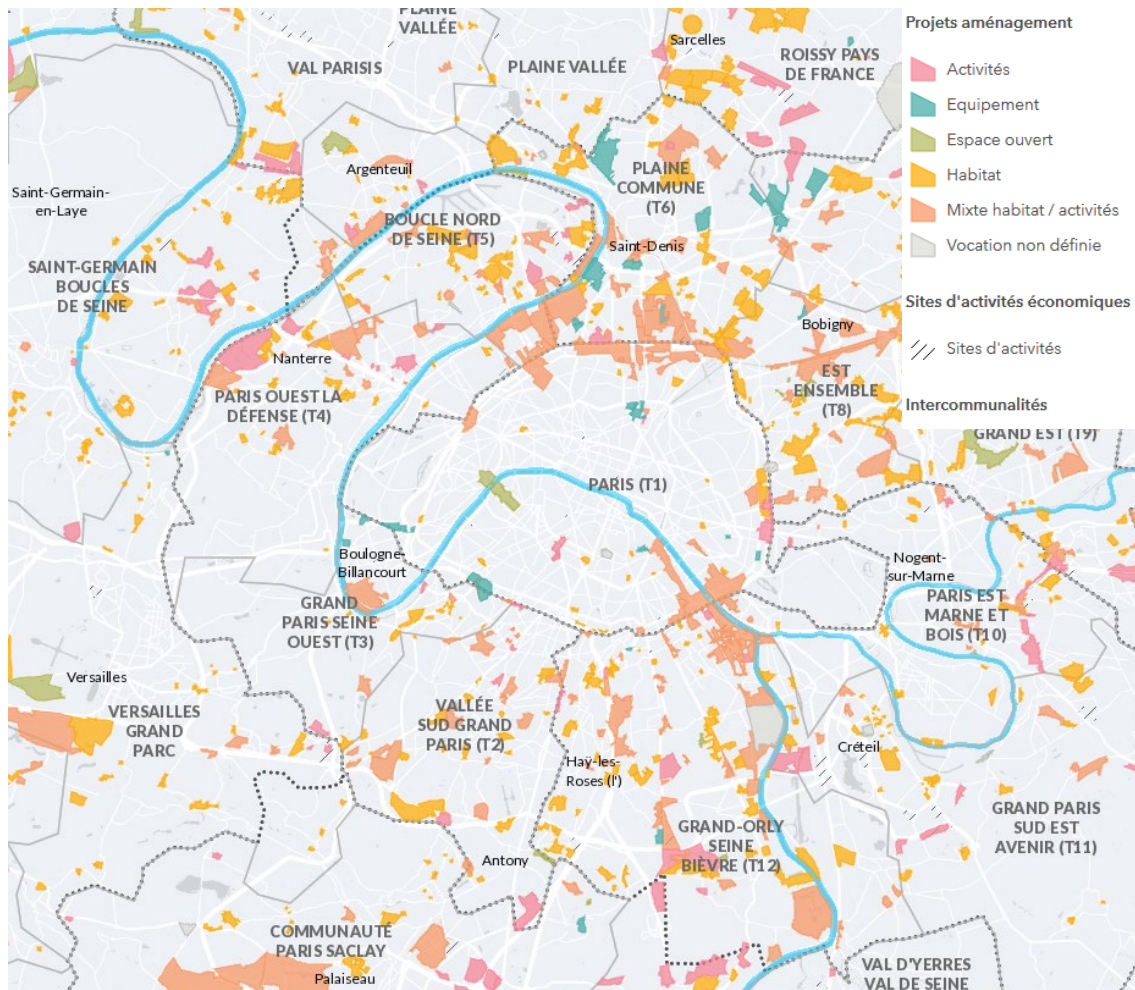 PLAINE
VALLÉE
Sarcelles
VAL PARISIS
PLAINE VALLÉE
ROISSY PAYS
DE FRANCE
Argenteuil
PLAINE
COMMUNE
(T6)
Saint-Germain-
en-Laye
BOUCLE NORD
DE SEINE (T5)
Saint-Denis
SAINT-GERMAIN
BOUCLES
DE SEINE
Bobigny
Nanterre
EST
ENSEMBLE
(T8)
PARIS OUEST LA
DÉFENSE (T4)
GRAND EST (T9)
PARIS (T1)
Boulogne-
Billancourt
Nogent-
sur-Marne
GRAND
PARIS SEINE
OUEST (T3)
PARIS EST
MARNE ET
BOIS (T10)
Versailles
VERSAILLES
GRAND
PARC
VALLÉE
SUD GRAND
PARIS (T2)
Créteil
Haÿ-les-
Roses (l')
GRAND-ORLY
SEINE
BIÈVRE (T12)
GRAND PARIS
SUD EST
AVENIR (T11)
Antony
COMMUNAUTÉ
PARIS SACLAY
Palaiseau
VAL D'YERRES
VAL DE SEINE
Projets aménagement
Activités
Equipement
Espace ouvert
Habitat
Mixte habitat / activités
Vocation non définie
Sites d'activités économiques
Sites d'activités
Intercommunalités